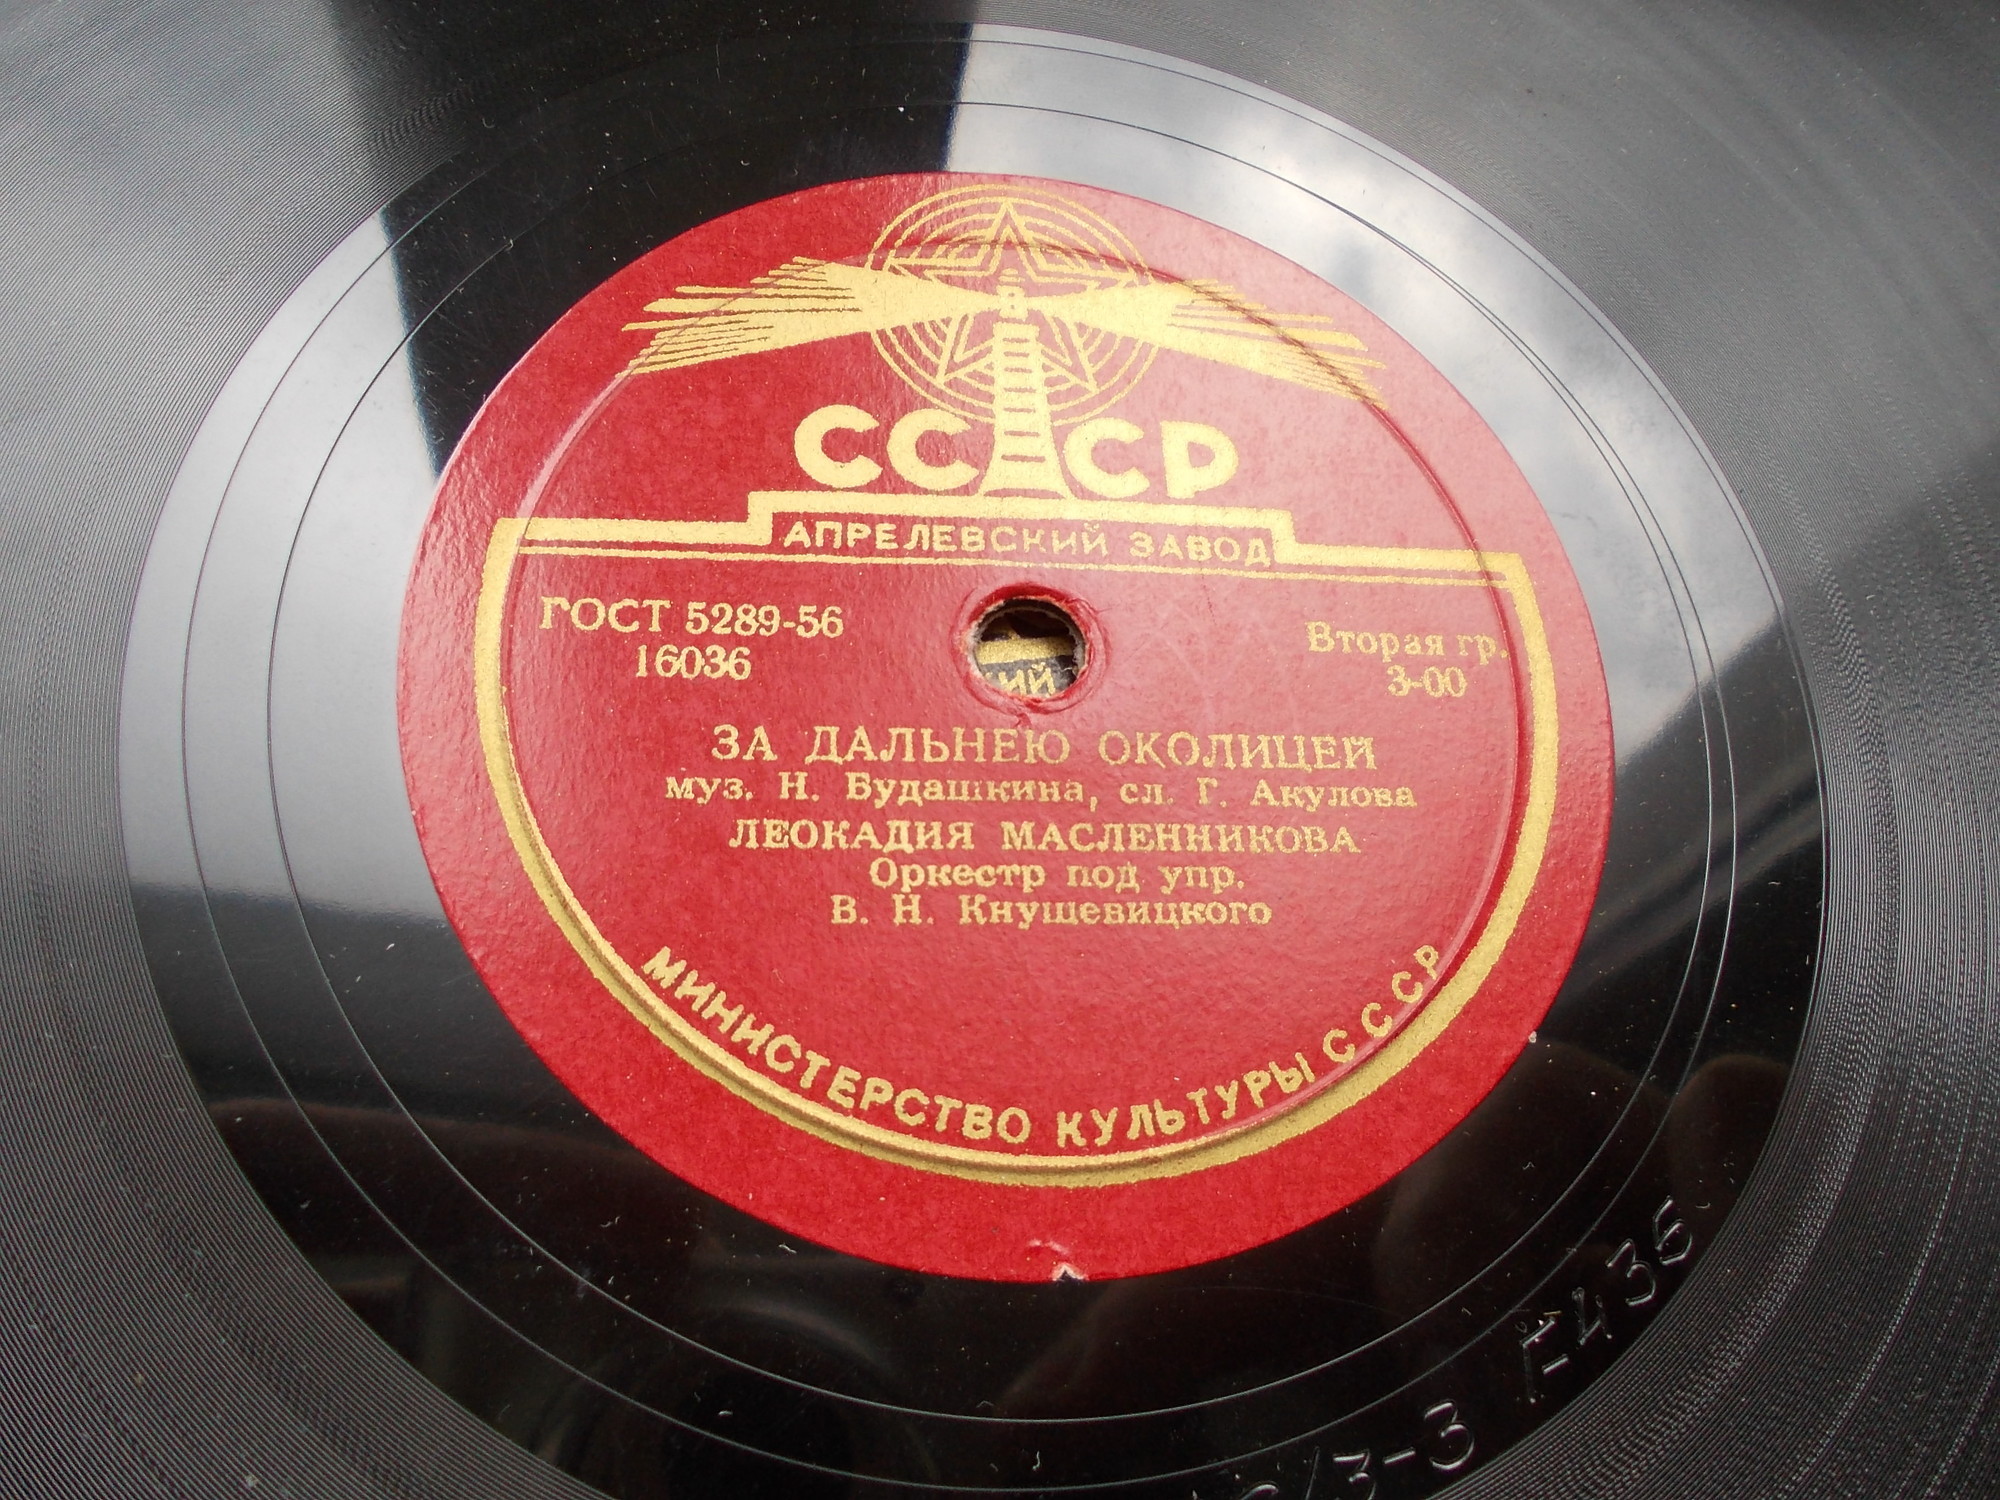 СССР
АПРЕЛЕВСКИЙ ЗАВОД
ГОСТ 5289-56
16036
Вторая гр.
3-00
ЗА ДАЛЬНЕЮ ОКОЛИЦЕЙ
муз. Н. Будашкина, сл. Г. Акулова
ЛЕОКАДИЯ МАСЛЕННИКОВА
Оркестр под упр.
В. Н. Кнушевицкого
МИНИСТЕРСТВО КУЛЬТУРЫ СССР